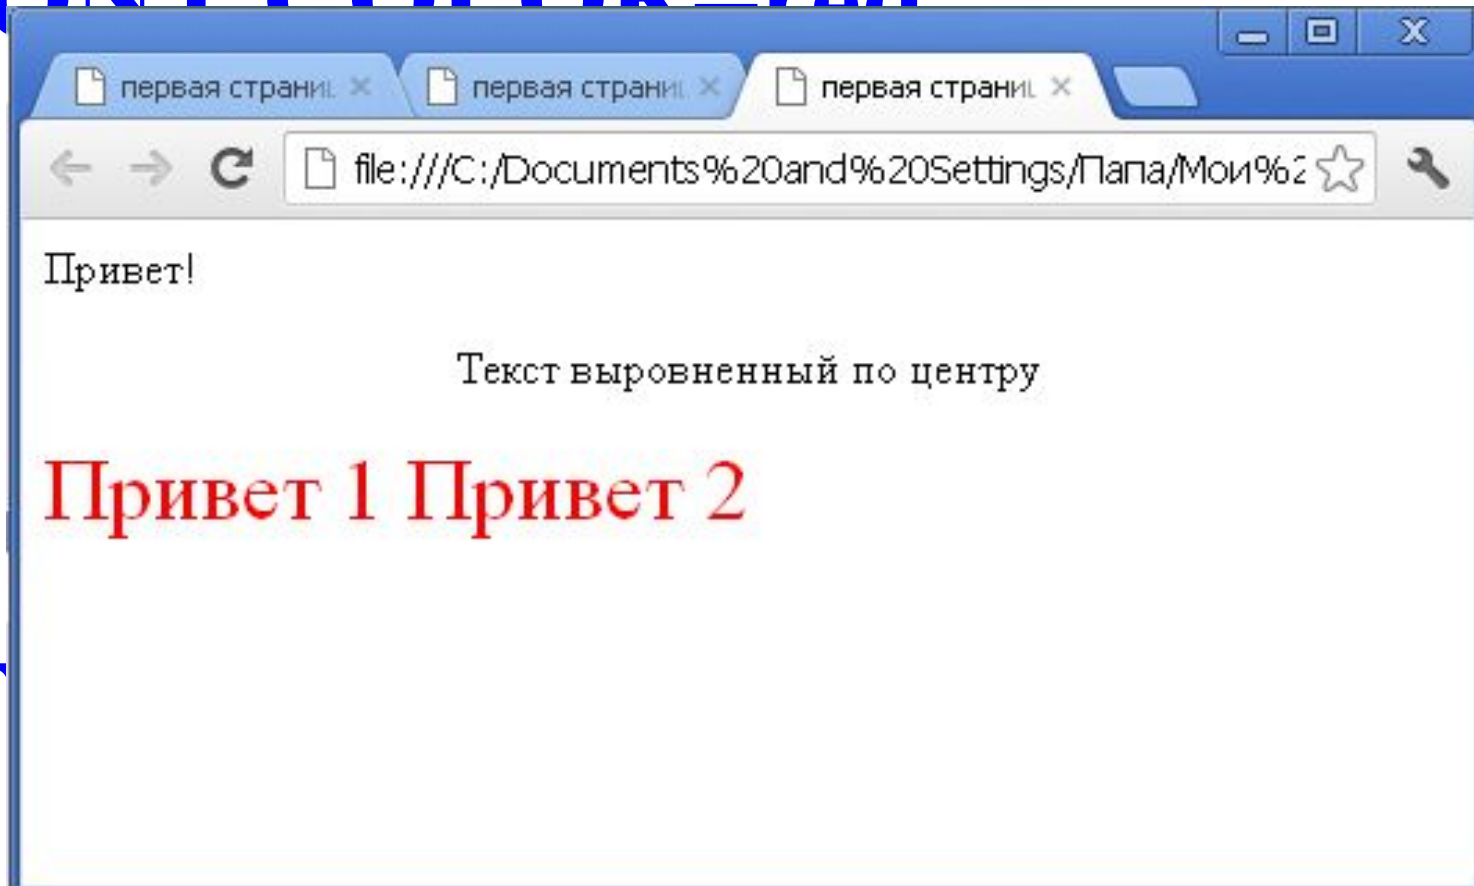 первая страни первая страни первая страни
file:///C:/Documents%20and%20Settings/Папа/Мои%2
Привет!
Текст выровненный по центру
Привет 1 Привет 2